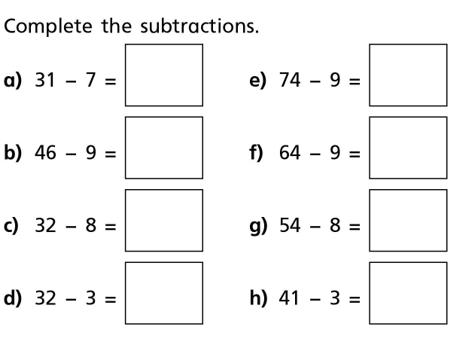 Complete the subtractions.
a) 31 – 7 =
b) 46 – 9 =
c) 32 – 8 =
d) 32 – 3 =
e) 74 – 9 =
f) 64 – 9 =
g) 54 – 8 =
h) 41 – 3 =